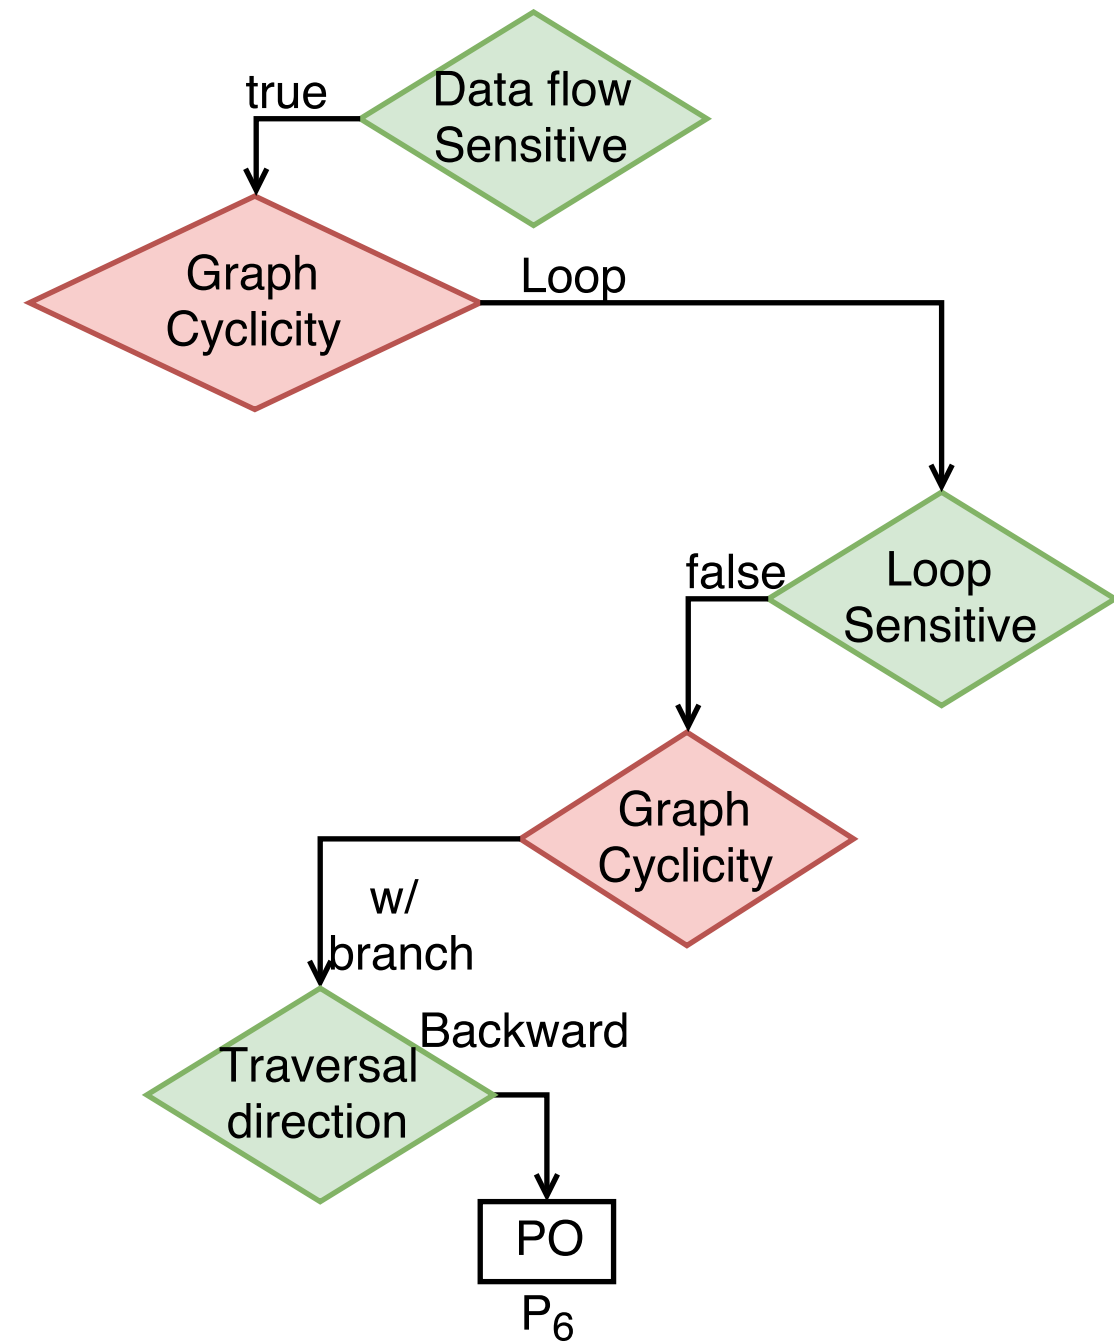 Data flow
Sensitive
true
Graph
Cyclicity
Loop
Loop
Sensitive
false
Graph
Cyclicity
w/
branch
Traversal
direction
Backward
PO
P₆